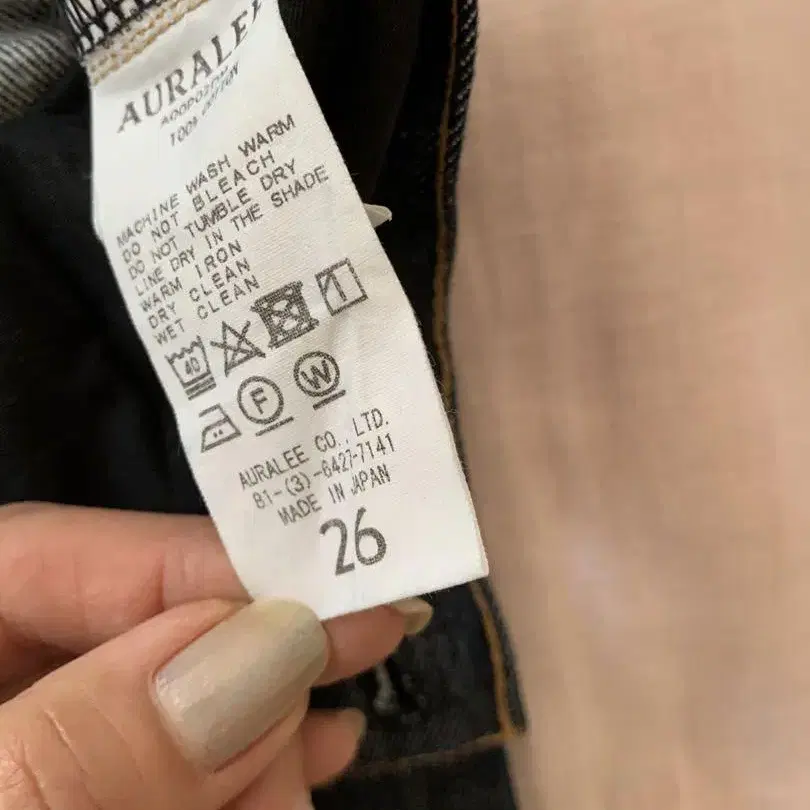 AURALEE
100% COTTON
MACHINE WASH WARM
DO NOT BLEACH
DO NOT TUMBLE DRY
LINE DRY IN THE SHADE
WARM IRON
DRY CLEAN
WET CLEAN
40
F W
AURALEE CO., LTD.
81-(3)-6427-7141
MADE IN JAPAN
26